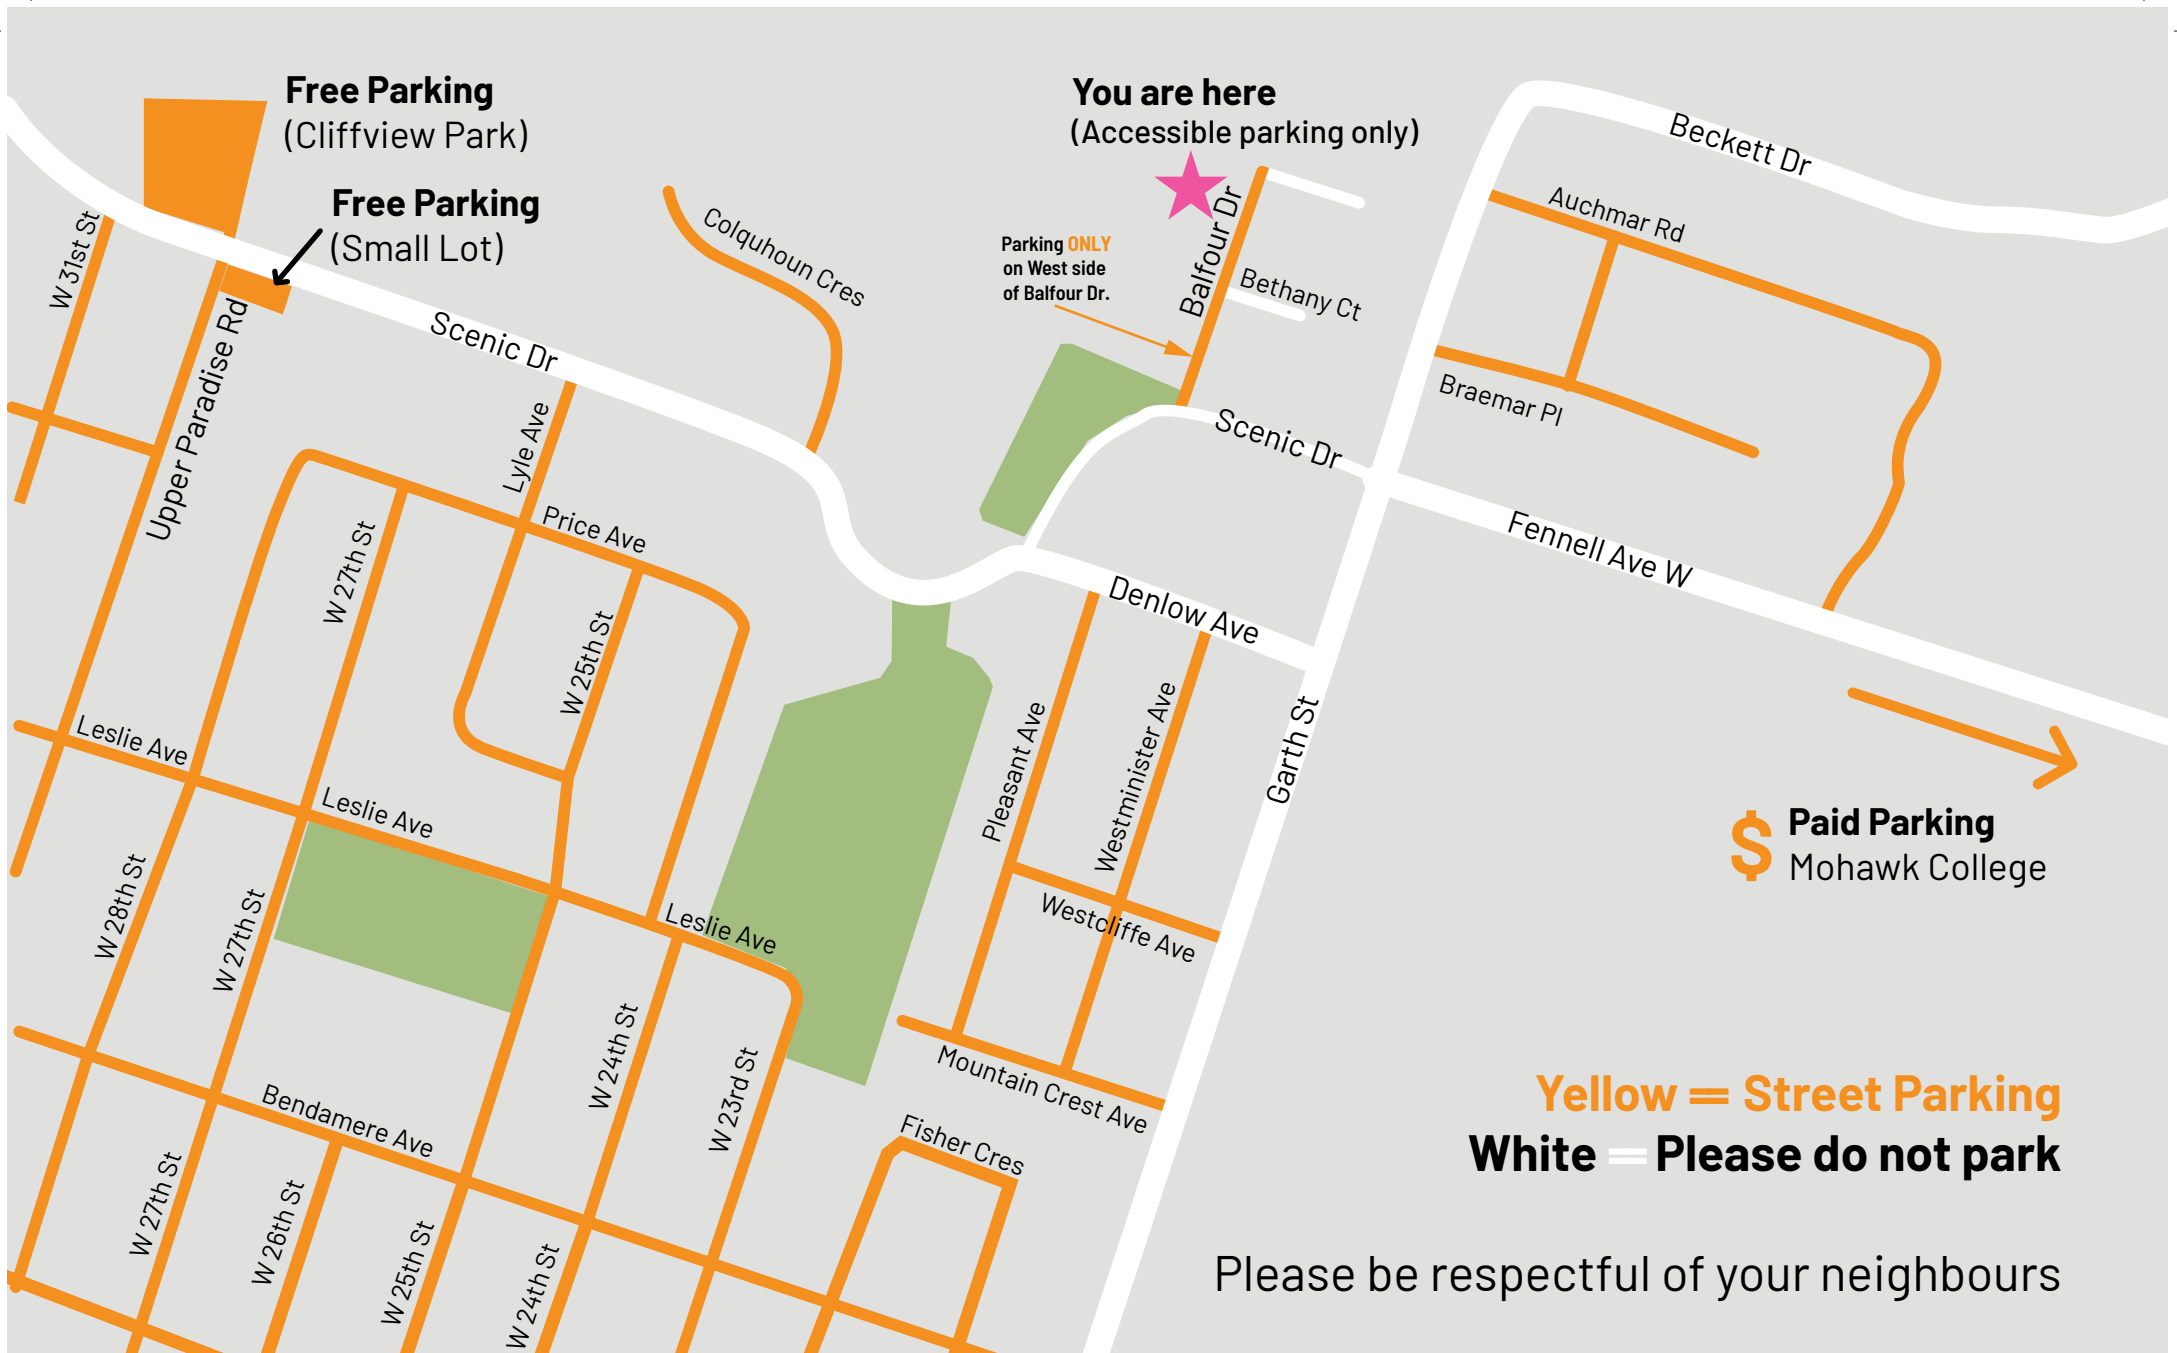 Free Parking
(Cliffview Park)
Free Parking
(Small Lot)
You are here
(Accessible parking only)
Parking ONLY
on West side
of Balfour Dr.
Beckett Dr
Auchmar Rd
Braemar Pl
Balfour Dr
Bethany Ct
Colquhoun Cres
W 31st St
Upper Paradise Rd
Scenic Dr
Scenic Dr
Lyle Ave
Price Ave
W 27th St
W 25th St
Fennell Ave W
Denlow Ave
Pleasant Ave
Westminister Ave
Garth St
Leslie Ave
Leslie Ave
Leslie Ave
W 28th St
W 27th St
Westcliffe Ave
$ Paid Parking
Mohawk College
W 24th St
W 23rd St
Mountain Crest Ave
Bendamere Ave
Fisher Cres
W 27th St
W 26th St
W 25th St
W 24th St
Yellow = Street Parking
White = Please do not park
Please be respectful of your neighbours